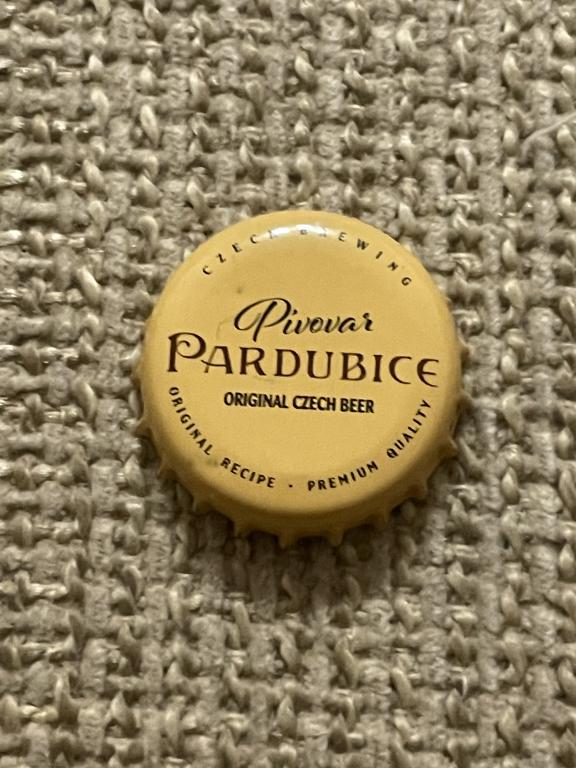 CZECH BREWING
Pivovar
PARDUBICE
ORIGINAL CZECH BEER
ORIGINAL RECIPE · PREMIUM QUALITY